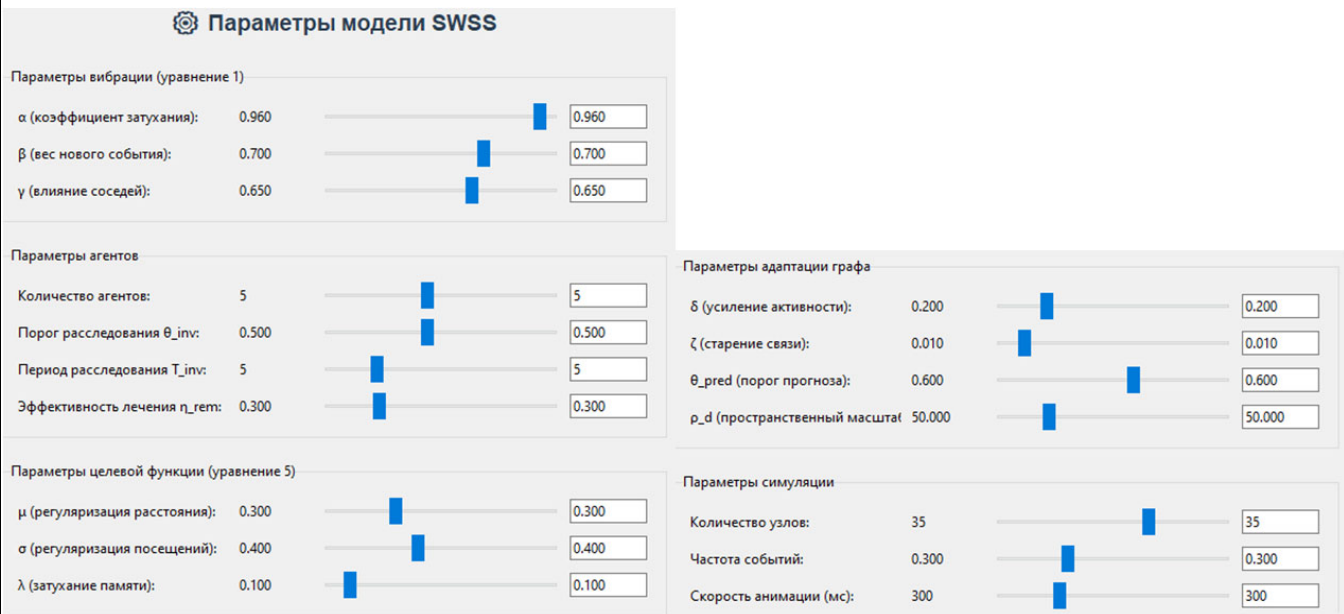 Параметры модели SWSS
Параметры вибрации (уравнение 1)
α (коэффициент затухания): 0.960 0.960
β (вес нового события): 0.700 0.700
γ (влияние соседей): 0.650 0.650
Параметры агентов
Количество агентов: 5 5
Порог расследования θ_inv: 0.500 0.500
Период расследования T_inv: 5 5
Эффективность лечения η_rem: 0.300 0.300
Параметры целевой функции (уравнение 5)
μ (регуляризация расстояния): 0.300 0.300
σ (регуляризация посещений): 0.400 0.400
λ (затухание памяти): 0.100 0.100
Параметры адаптации графа
δ (усиление активности): 0.200 0.200
ζ (старение связи): 0.010 0.010
θ_pred (порог прогноза): 0.600 0.600
ρ_d (пространственный масштаб 50.000 50.000
Параметры симуляции
Количество узлов: 35 35
Частота событий: 0.300 0.300
Скорость анимации (мс): 300 300